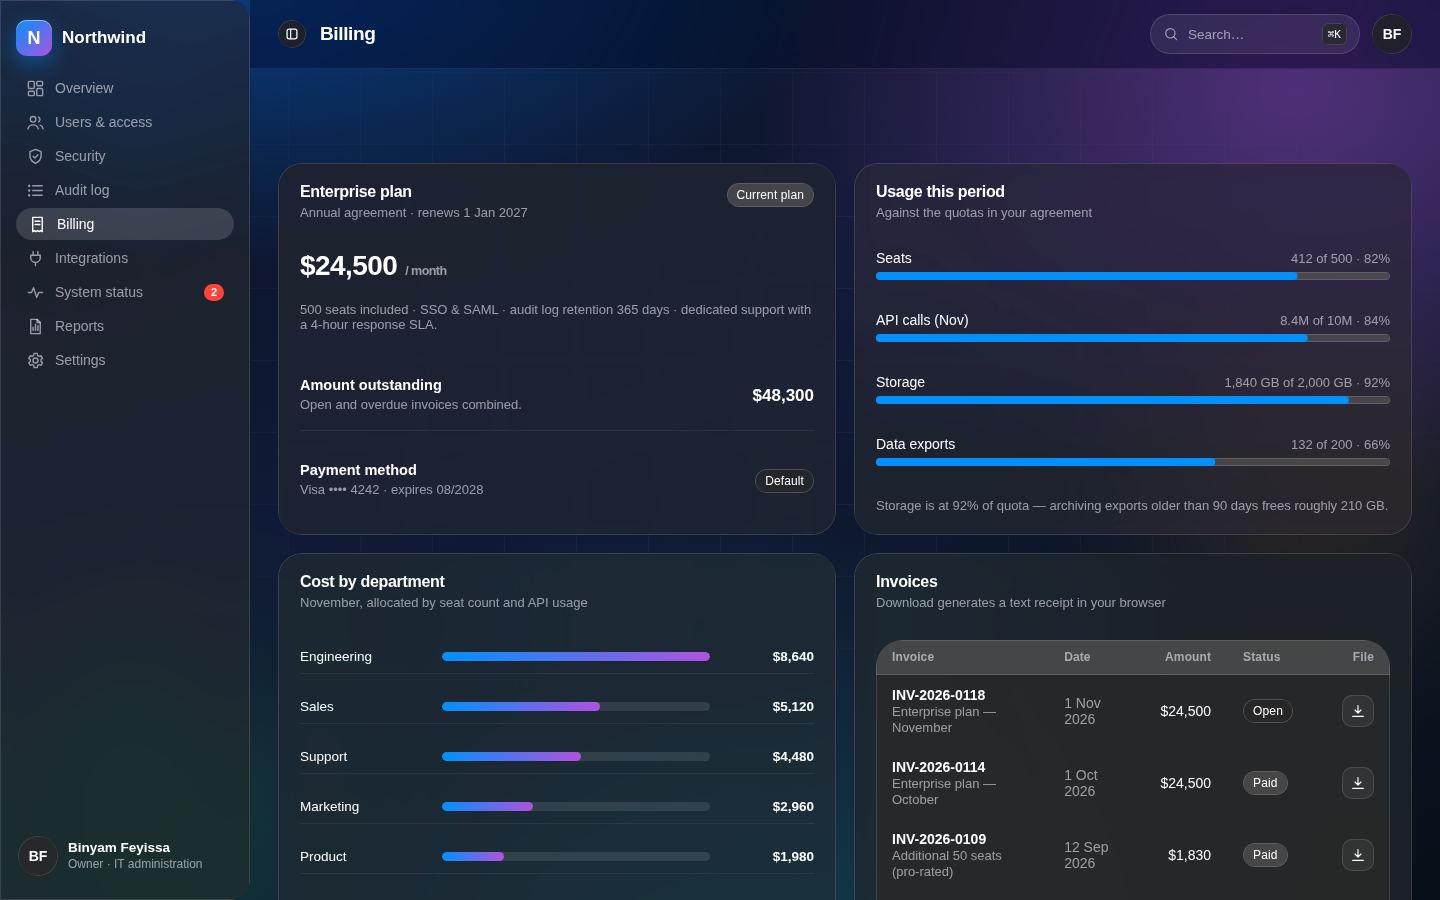 N Northwind
Overview
Users & access
Security
Audit log
Billing
Integrations
System status 2
Reports
Settings
BF Binyam Feyissa
Owner · IT administration
Billing
Search… ⌘K BF
Enterprise plan
Annual agreement · renews 1 Jan 2027
Current plan
$24,500 / month
500 seats included · SSO & SAML · audit log retention 365 days · dedicated support with
a 4-hour response SLA.
Amount outstanding
Open and overdue invoices combined.
$48,300
Payment method
Visa •••• 4242 · expires 08/2028
Default
Usage this period
Against the quotas in your agreement
Seats 412 of 500 · 82%
API calls (Nov) 8.4M of 10M · 84%
Storage 1,840 GB of 2,000 GB · 92%
Data exports 132 of 200 · 66%
Storage is at 92% of quota — archiving exports older than 90 days frees roughly 210 GB.
Cost by department
November, allocated by seat count and API usage
Engineering $8,640
Sales $5,120
Support $4,480
Marketing $2,960
Product $1,980
Invoices
Download generates a text receipt in your browser
Invoice Date Amount Status File
INV-2026-0118
Enterprise plan —
November
1 Nov
2026
$24,500 Open
INV-2026-0114
Enterprise plan —
October
1 Oct
2026
$24,500 Paid
INV-2026-0109
Additional 50 seats
(pro-rated)
12 Sep
2026
$1,830 Paid